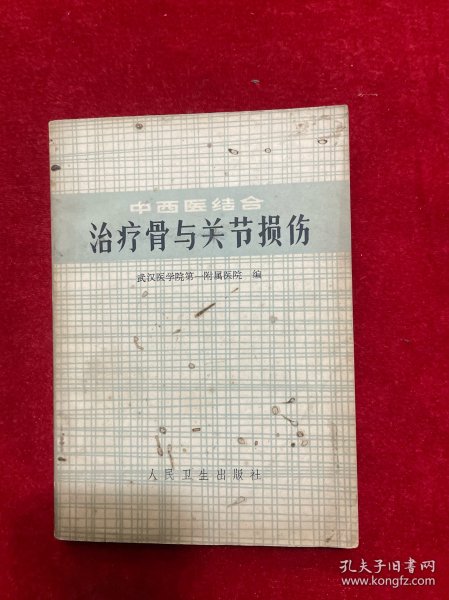 中西医结合
治疗骨与关节损伤
武汉医学院第一附属医院 编
人民卫生出版社
孔夫子旧书网
www.kongfz.com